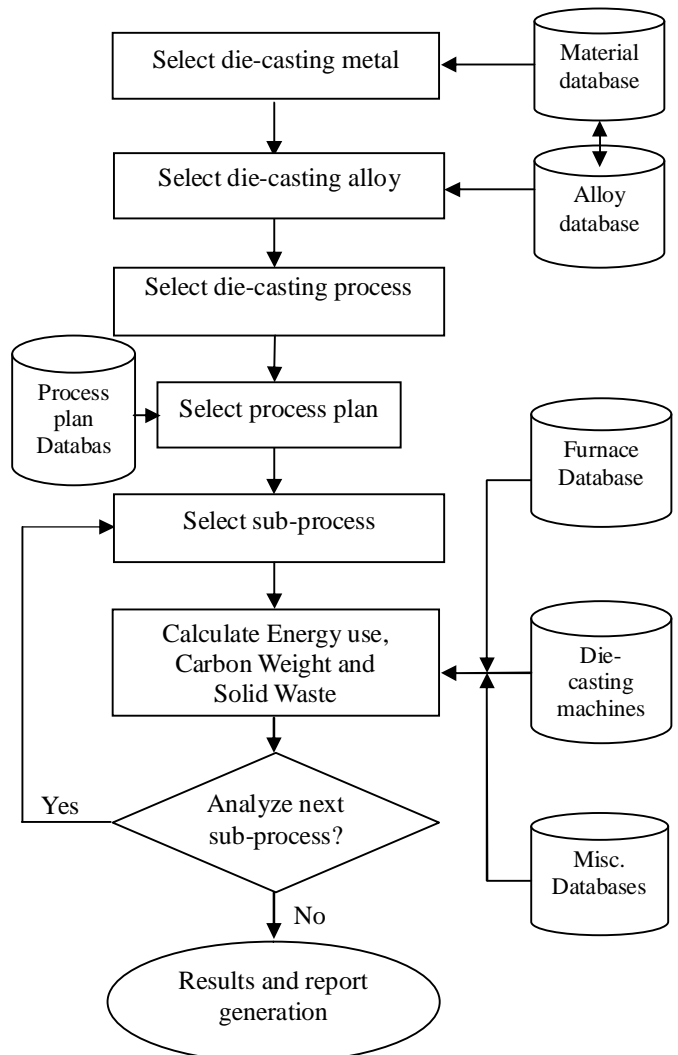 Select die-casting metal
Material
database
Select die-casting alloy
Alloy
database
Select die-casting process
Process
plan
Databas
Select process plan
Furnace
Database
Select sub-process
Calculate Energy use,
Carbon Weight and
Solid Waste
Die-
casting
machines
Yes
Analyze next
sub-process?
Misc.
Databases
No
Results and report
generation